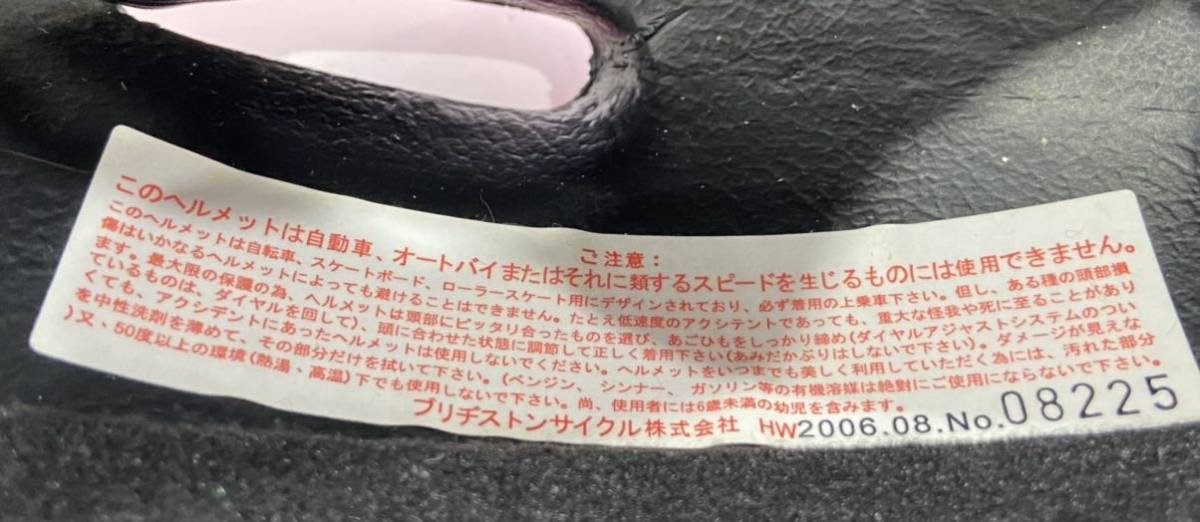 ご注意：
このヘルメットは自動車、オートバイまたはそれに類するスピードを生じるものには使用できません。
このヘルメットは自転車、スケートボード、ローラースケート用にデザインされており、必ず着用の上乗車下さい。但し、ある種の頭部損
傷はいかなるヘルメットによっても避けることはできません。たとえ低速度のアクシテントであっても、重大な怪我や死に至ることがあり
ます。最大限の保護の為、ヘルメットは頭部にピッタリ合ったものを選び、あごひもをしっかり締め(ダイヤルアジャストシステムのつい
ているものは、ダイヤルを回して)、頭に合わせた状態に調節して正しく着用下さい(あみだかぶりはしないで下さい)。ダメージが見えな
くても、アクシデントにあったヘルメットは使用しないでください。ヘルメットをいつまでも美しく利用していただく為には、汚れた部分
を中性洗剤を薄めて、その部分だけを拭いて下さい。(ベンジン、シンナー、ガソリン等の有機溶媒は絶対にご使用にならないで下さい。
)又、50度以上の環境(熱湯、高温)下でも使用しないで下さい。尚、使用者には6歳未満の幼児を含みます。
ブリヂストンサイクル株式会社 HW2006.08.No.08225